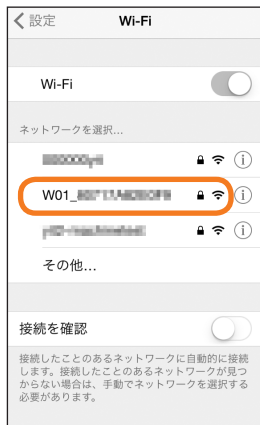 設定 Wi-Fi
Wi-Fi
ネットワークを選択...
W01_
その他...
接続を確認
接続したことのあるネットワークに自動的に接続
します。接続したことのあるネットワークが見つ
からない場合は、手動でネットワークを選択する
必要があります。